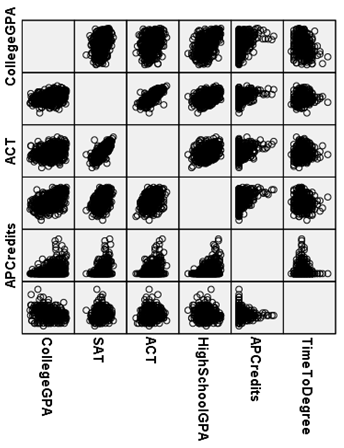 CollegeGPA
ACT
APCredits
CollegeGPA
SAT
ACT
HighSchoolGPA
APCredits
TimeToDegree